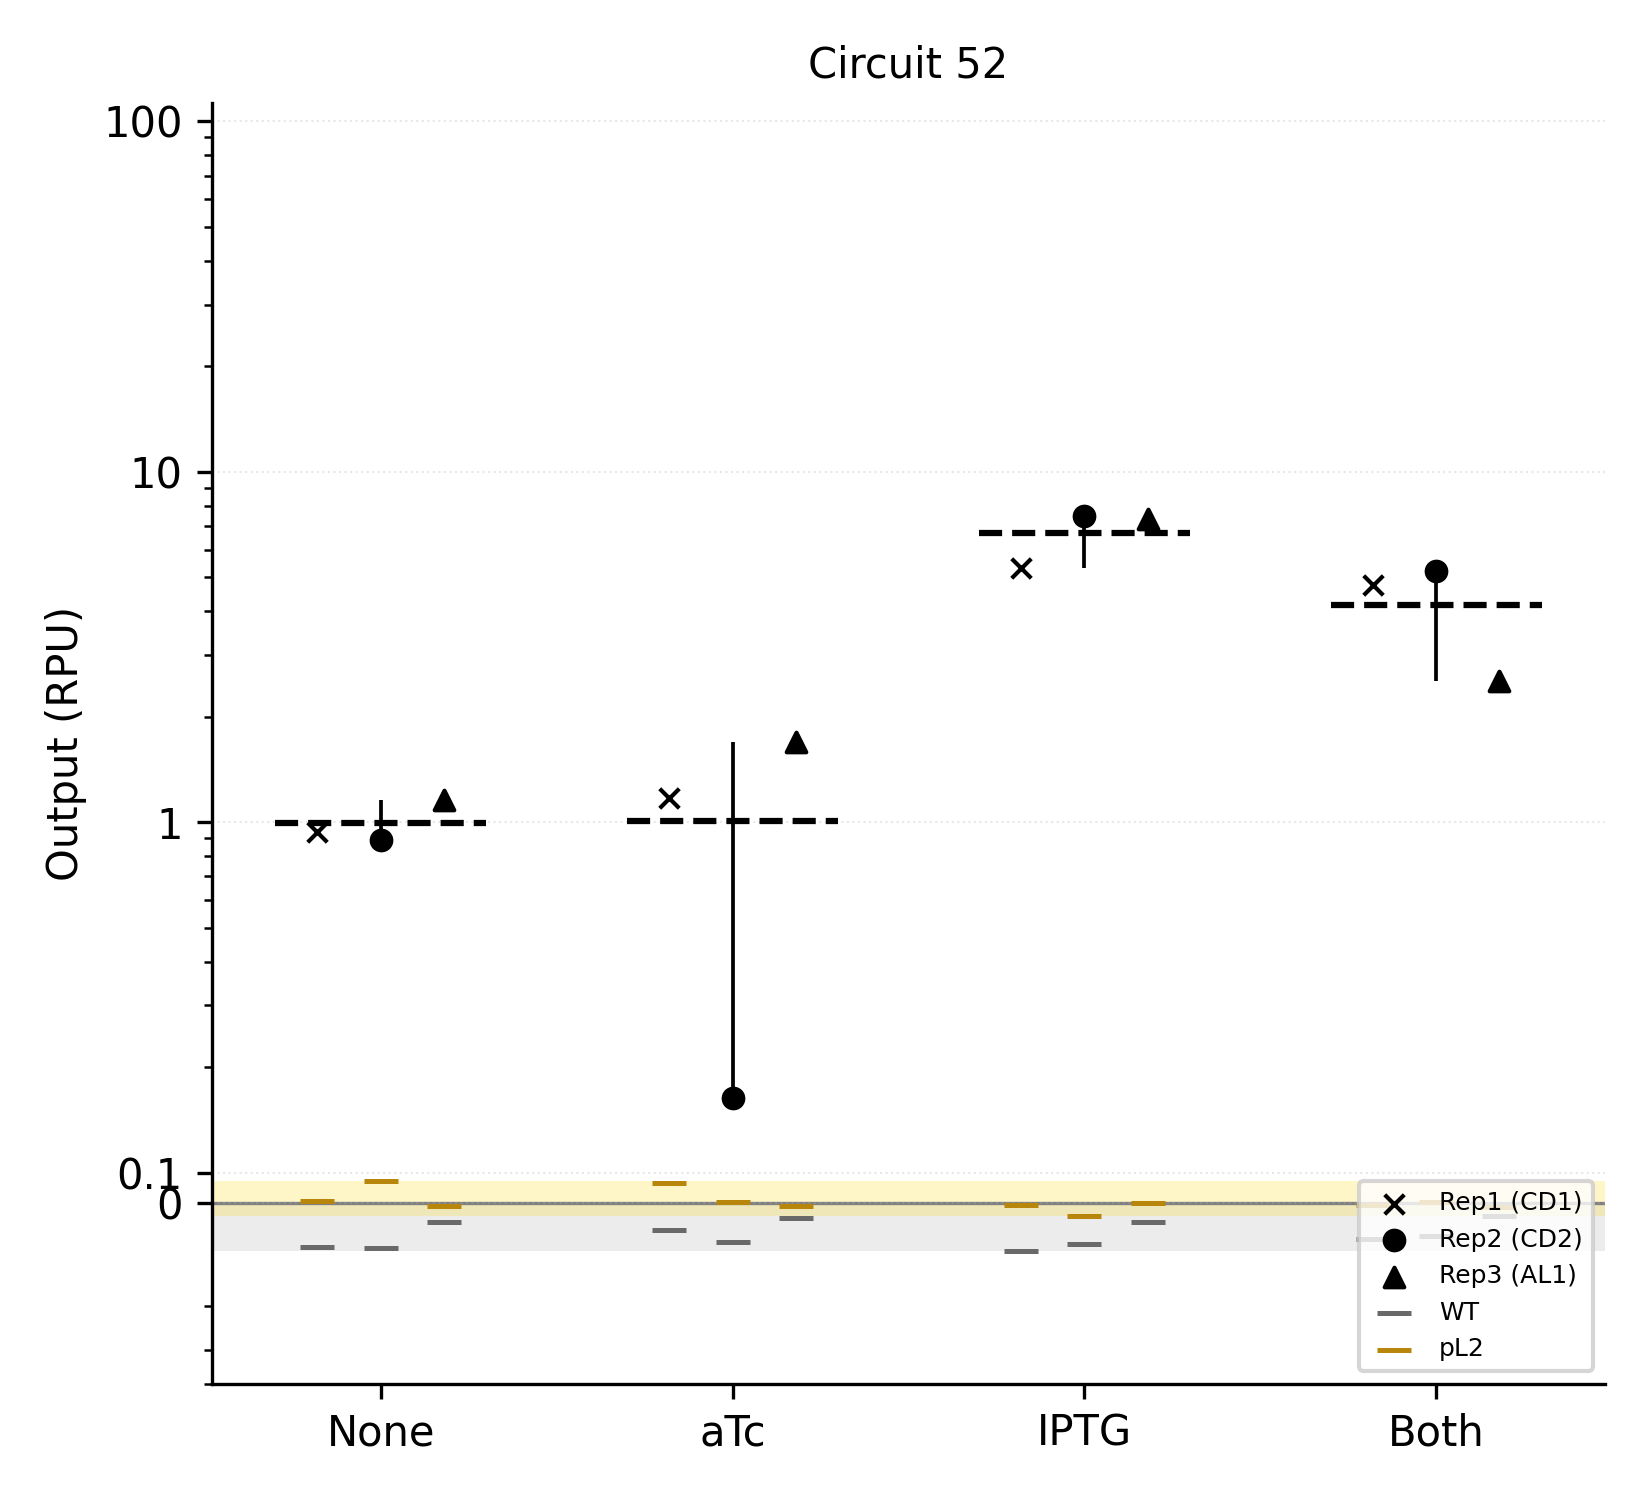 Circuit 52
100
10
1
0.1
0
Output (RPU)
Rep1 (CD1)
Rep2 (CD2)
Rep3 (AL1)
WT
pL2
None
aTc
IPTG
Both